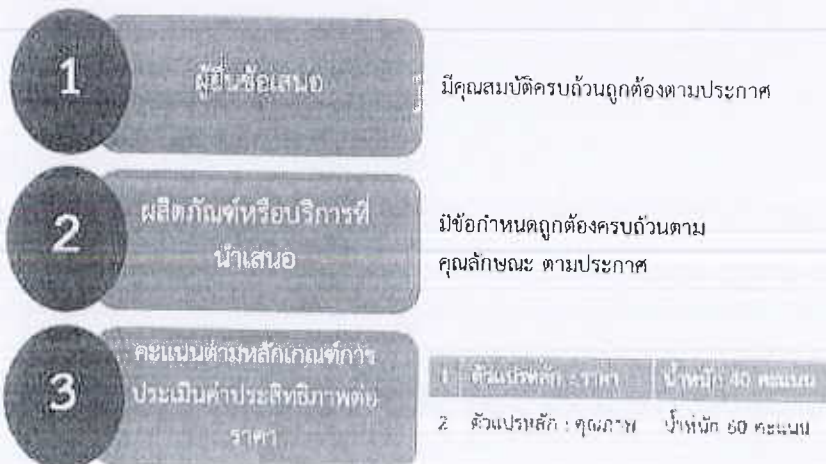 1
ผู้ยื่นข้อเสนอ
มีคุณสมบัติครบถ้วนถูกต้องตามประกาศ
2
ผลิตภัณฑ์หรือบริการที่
นำเสนอ
มีข้อกำหนดถูกต้องครบถ้วนตาม
คุณลักษณะ ตามประกาศ
3
คะแนนตามหลักเกณฑ์การ
ประเมินค่าประสิทธิภาพต่อ
ราคา
1 ตัวแปรหลัก : ราคา น้ำหนัก 40 คะแนน
2 ตัวแปรหลัก : คุณภาพ น้ำหนัก 60 คะแนน